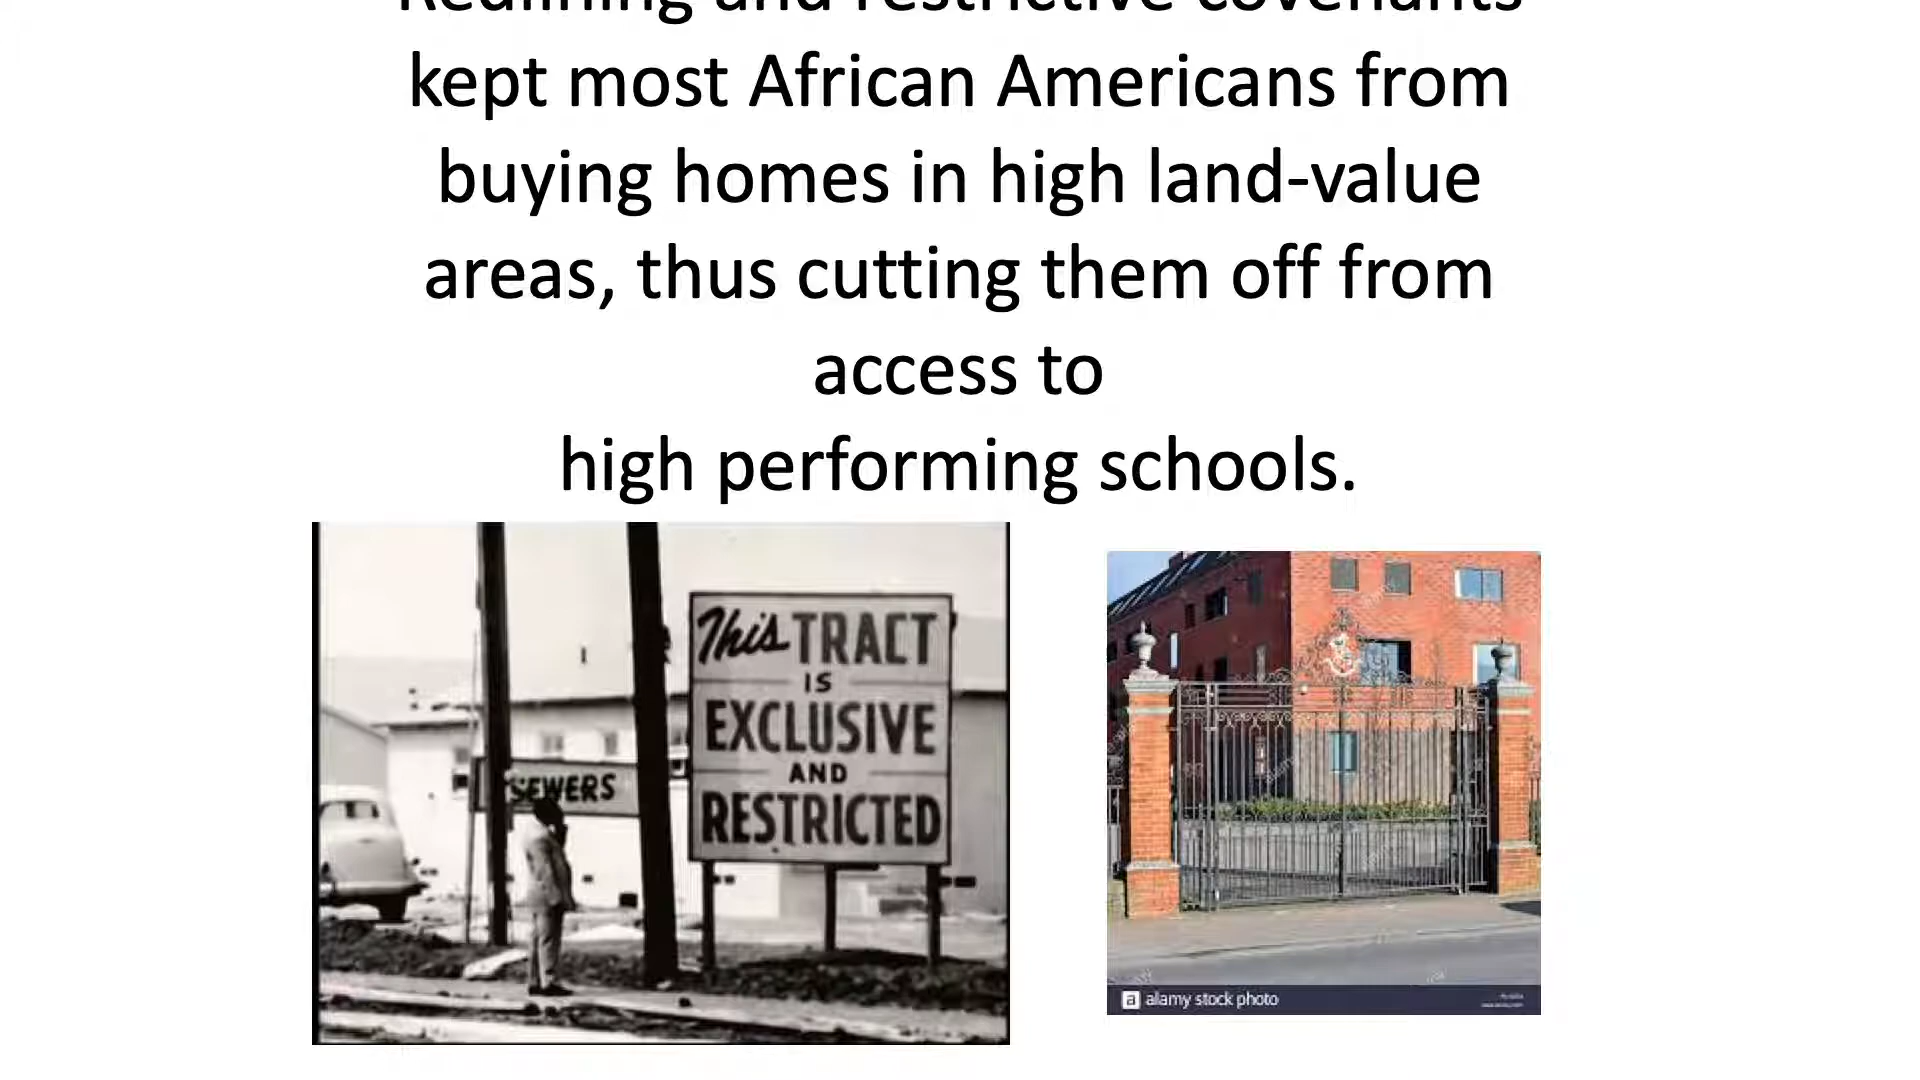 Redlining and restrictive covenants
kept most African Americans from
buying homes in high land-value
areas, thus cutting them off from
access to
high performing schools.
This TRACT
IS
EXCLUSIVE
AND
RESTRICTED
SEWERS
a alamy stock photo